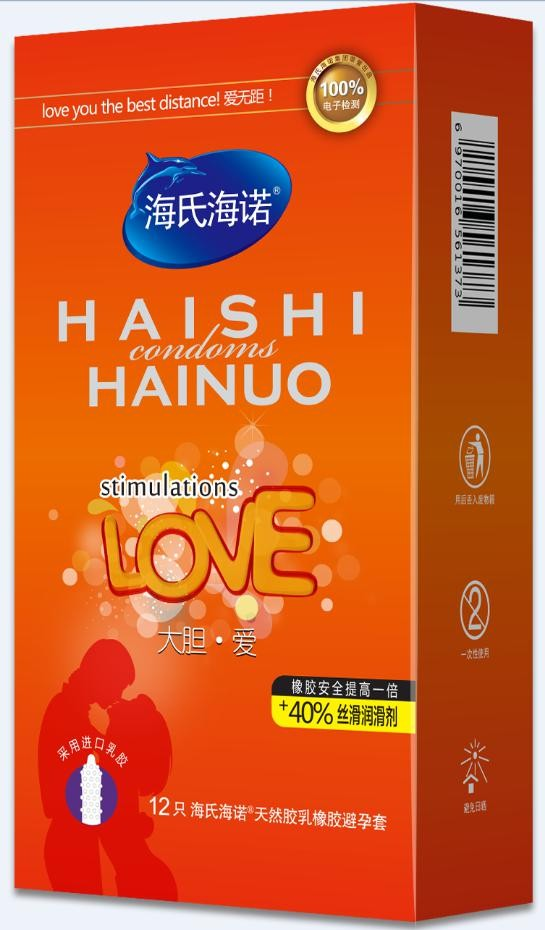 love you the best distance! 爱无距！
100%
电子检测
海氏海诺®
HAISHI
condoms
HAINUO
stimulations
LOVE
大胆·爱
橡胶安全提高一倍
+40% 丝滑润滑剂
采用进口乳胶
12只 海氏海诺®天然胶乳橡胶避孕套
6 970016 561373
用后丢入废物箱
2
一次性使用
避免日晒